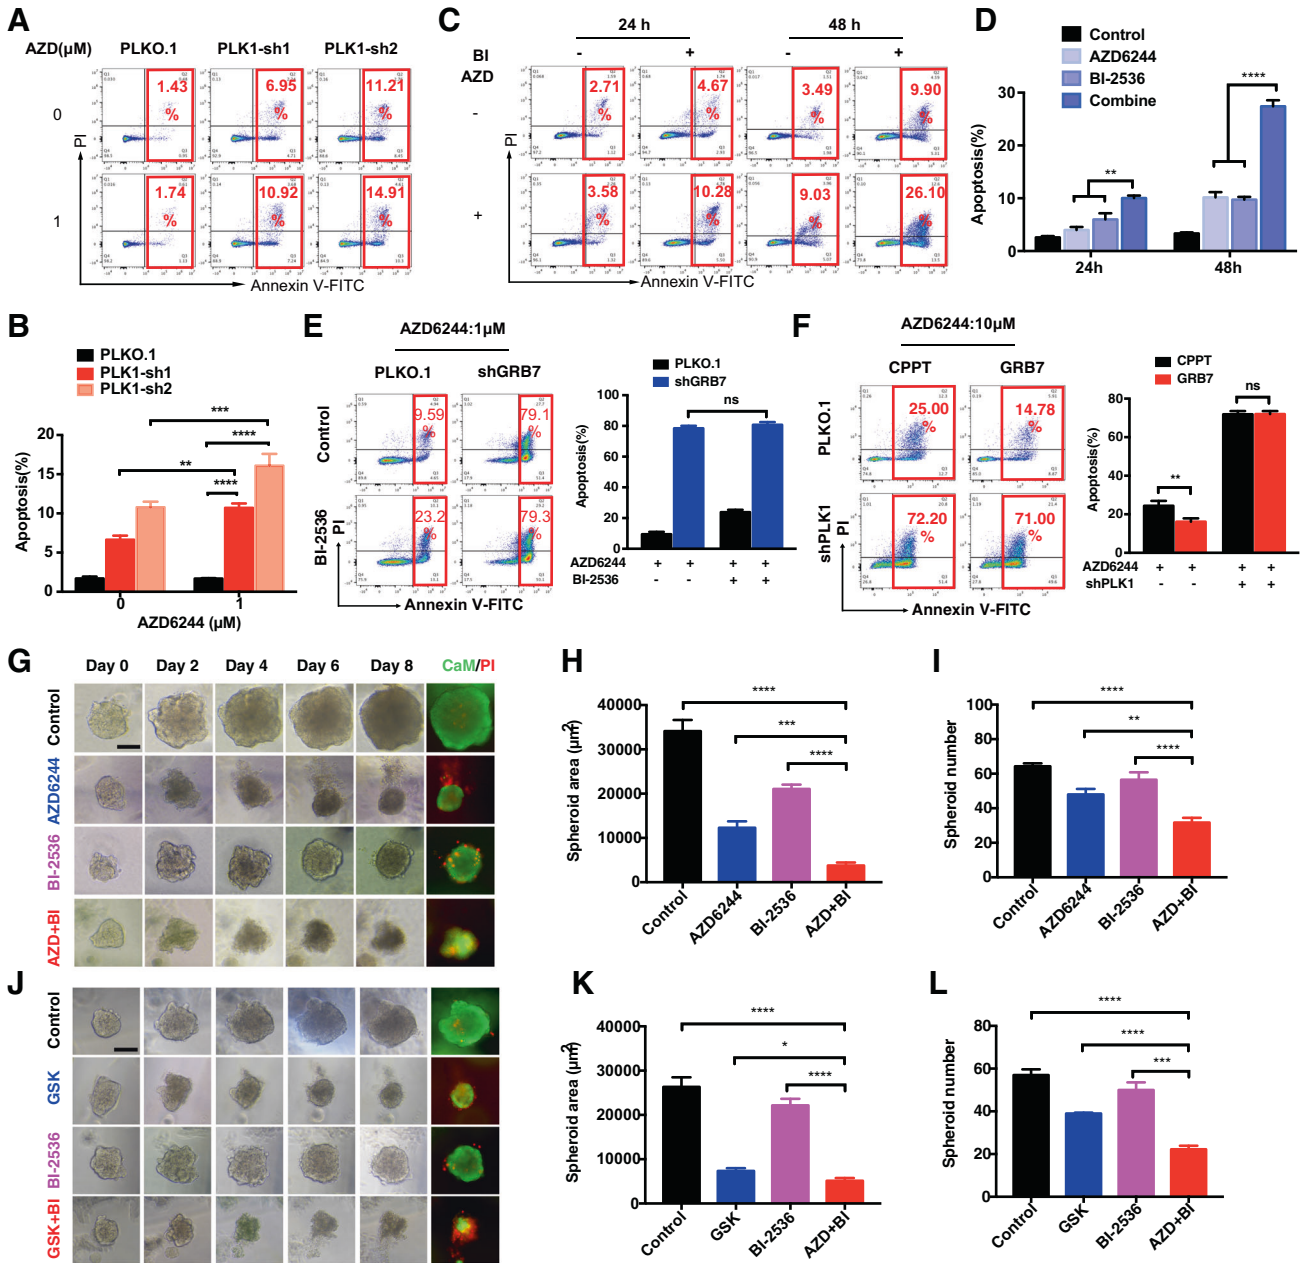 A
AZD(μM)
PLKO.1
PLK1-sh1
PLK1-sh2
0
1.43
%
6.95
%
11.21
%
1
1.74
%
10.92
%
14.91
%
PI
Annexin V-FITC
C
24 h
48 h
BI
-
+
-
+
AZD
-
2.71
%
4.67
%
3.49
%
9.90
%
+
3.58
%
10.28
%
9.03
%
26.10
%
PI
Annexin V-FITC
D
Control
AZD6244
BI-2536
Combine
Apoptosis(%)
30
20
10
0
**
****
24h
48h
B
PLKO.1
PLK1-sh1
PLK1-sh2
Apoptosis(%)
20
15
10
5
0
***
****
**
****
0
1
AZD6244 (μM)
E
AZD6244:1μM
PLKO.1
shGRB7
Control
9.59
%
79.1
%
BI-2536
23.2
%
79.3
%
PI
Annexin V-FITC
PLKO.1
shGRB7
Apoptosis(%)
100
80
60
40
20
0
ns
AZD6244 + + + +
BI-2536 - - + +
F
AZD6244:10μM
CPPT
GRB7
PLKO.1
25.00
%
14.78
%
shPLK1
72.20
%
71.00
%
PI
Annexin V-FITC
CPPT
GRB7
Apoptosis(%)
80
60
40
20
0
**
ns
AZD6244 + + + +
shPLK1 - - + +
G
Day 0
Day 2
Day 4
Day 6
Day 8
CaM/PI
Control
AZD6244
BI-2536
AZD+BI
H
Spheroid area (μm²)
40000
30000
20000
10000
0
****
***
****
Control
AZD6244
BI-2536
AZD+BI
I
Spheroid number
100
80
60
40
20
0
****
**
****
Control
AZD6244
BI-2536
AZD+BI
J
Control
GSK
BI-2536
GSK+BI
K
Spheroid area (μm²)
40000
30000
20000
10000
0
****
*
****
Control
GSK
BI-2536
AZD+BI
L
Spheroid number
80
60
40
20
0
****
****
***
Control
GSK
BI-2536
AZD+BI